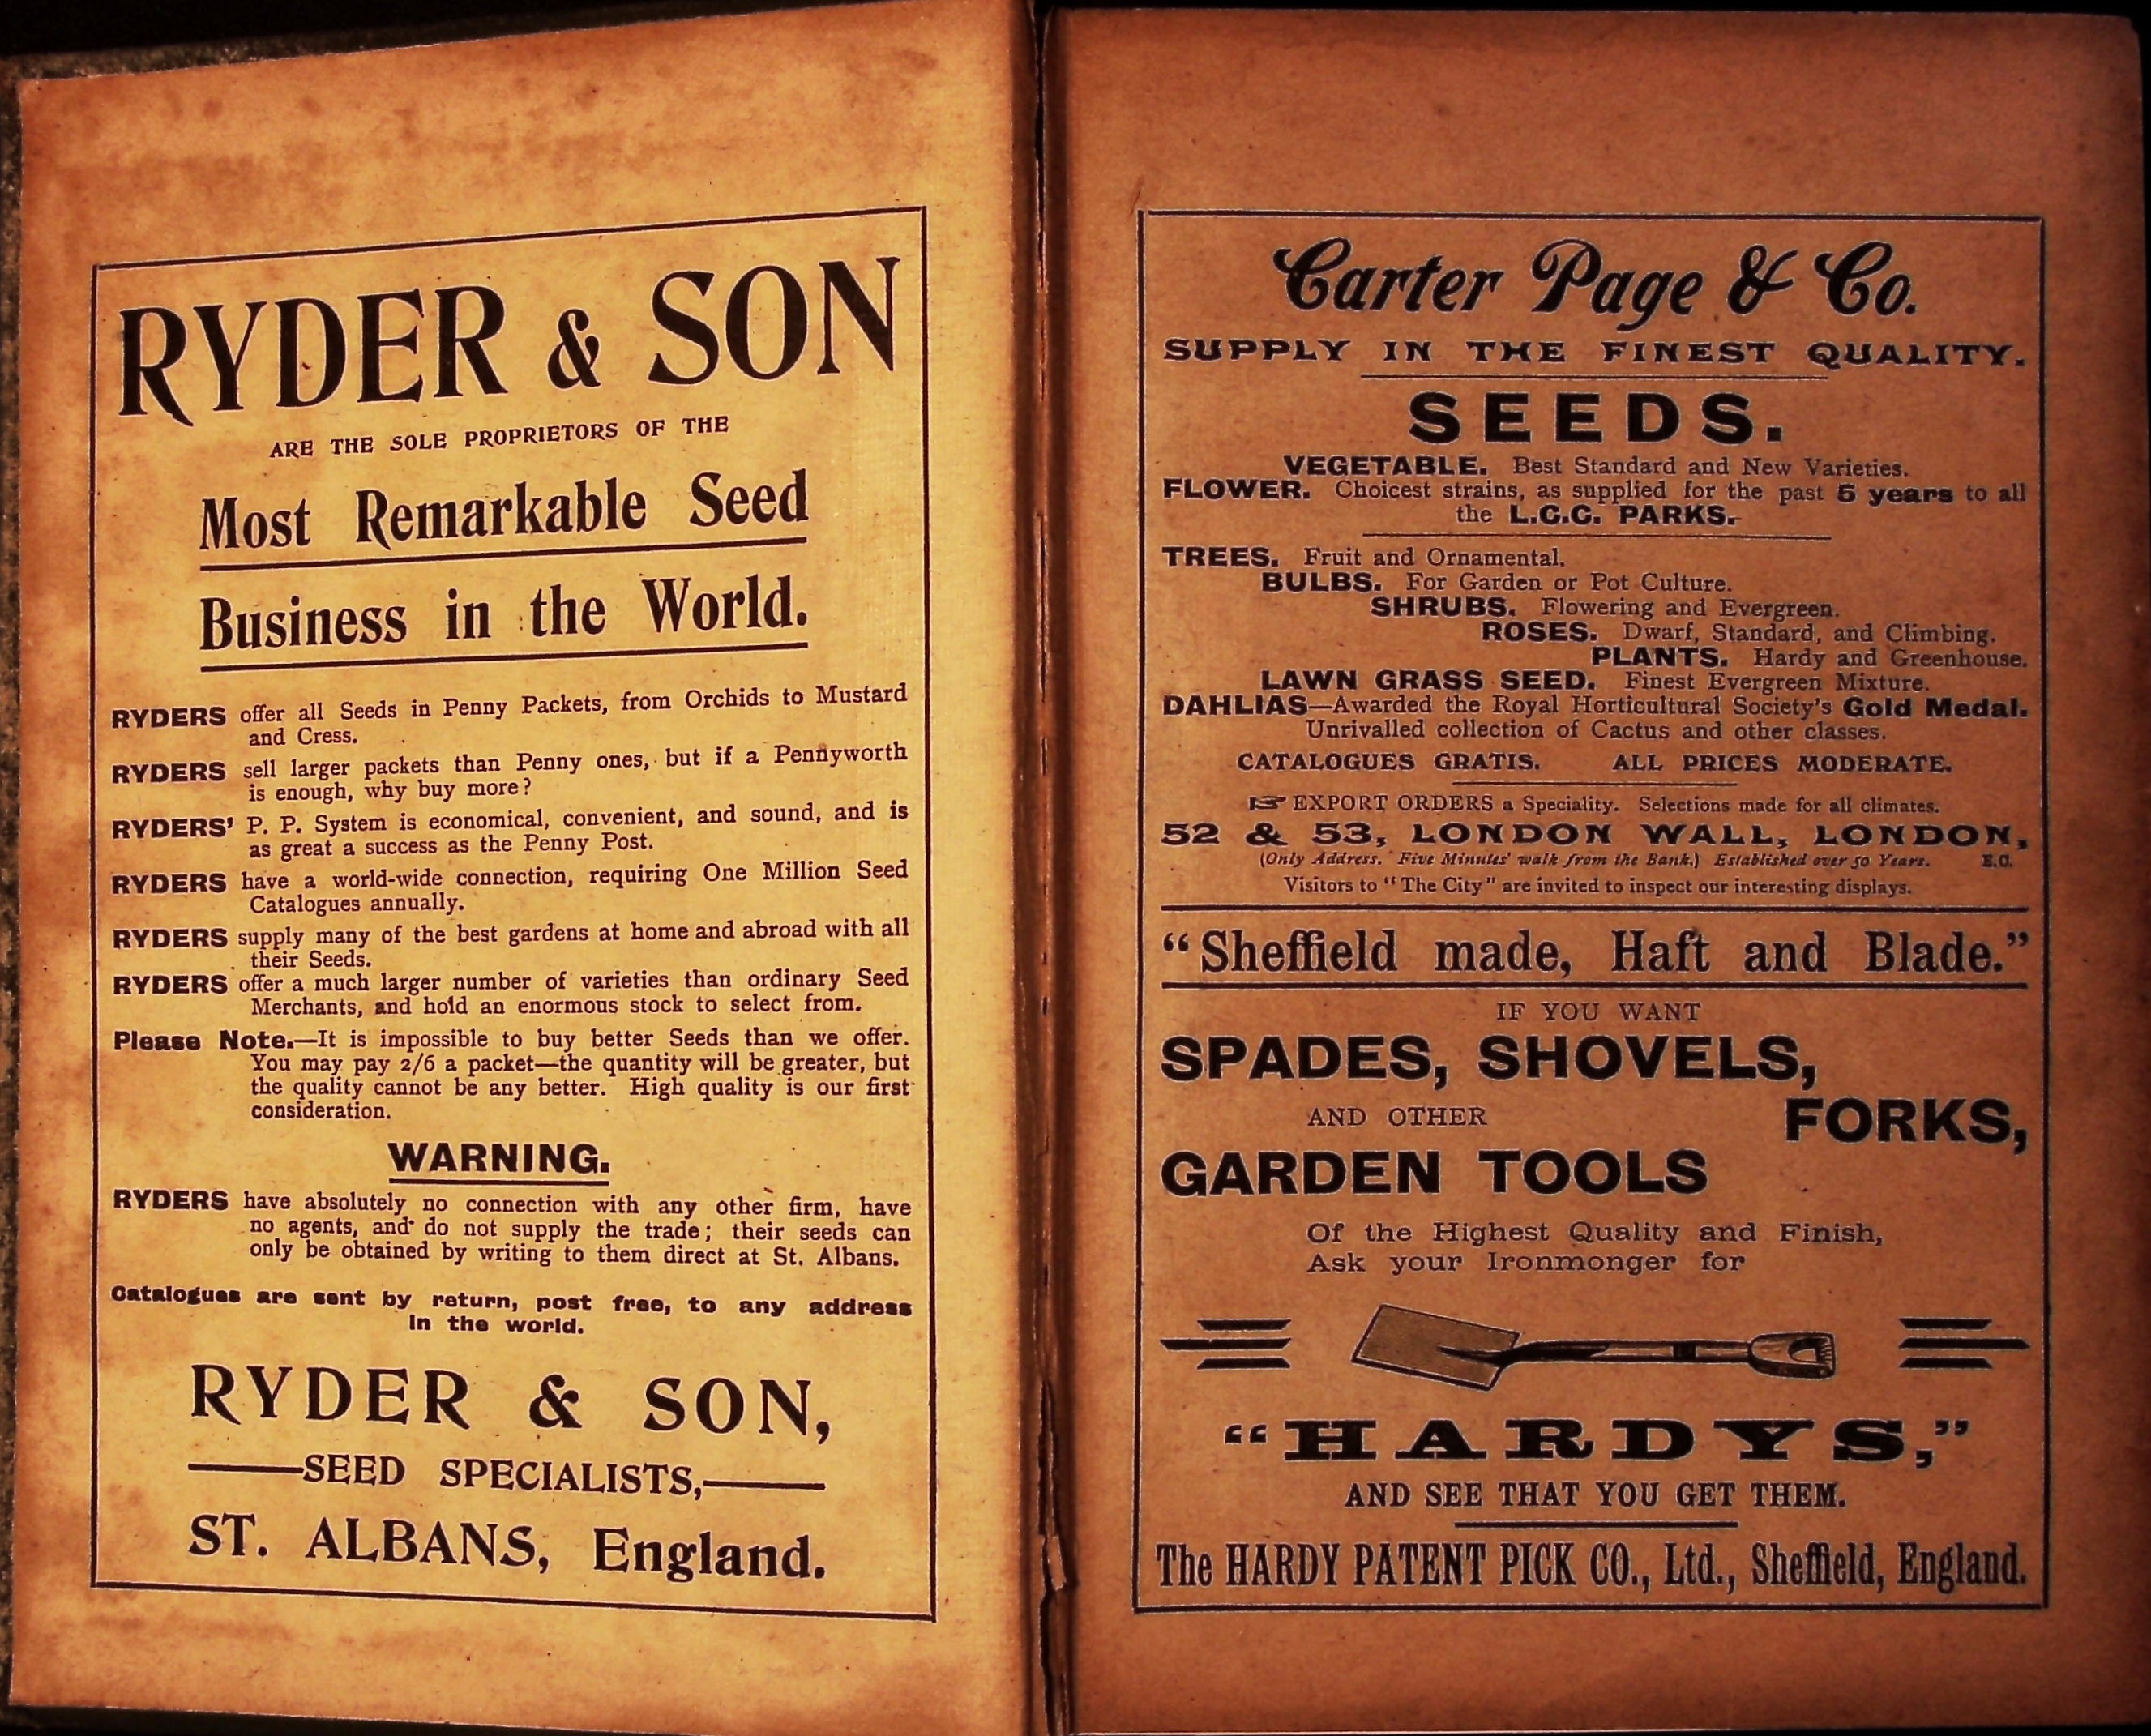 RYDER & SON
ARE THE SOLE PROPRIETORS OF THE
Most Remarkable Seed
Business in the World.
RYDERS offer all Seeds in Penny Packets, from Orchids to Mustard
and Cress.
RYDERS sell larger packets than Penny ones, but if a Pennyworth
is enough, why buy more?
RYDERS' P. P. System is economical, convenient, and sound, and is
as great a success as the Penny Post.
RYDERS have a world-wide connection, requiring One Million Seed
Catalogues annually.
RYDERS supply many of the best gardens at home and abroad with all
their Seeds.
RYDERS offer a much larger number of varieties than ordinary Seed
Merchants, and hold an enormous stock to select from.
Please Note.—It is impossible to buy better Seeds than we offer.
You may pay 2/6 a packet—the quantity will be greater, but
the quality cannot be any better. High quality is our first
consideration.
WARNING.
RYDERS have absolutely no connection with any other firm, have
no agents, and do not supply the trade; their seeds can
only be obtained by writing to them direct at St. Albans.
Catalogues are sent by return, post free, to any address
in the world.
RYDER & SON,
SEED SPECIALISTS,
ST. ALBANS, England.
Carter Page & Co.
SUPPLY IN THE FINEST QUALITY.
SEEDS.
VEGETABLE. Best Standard and New Varieties.
FLOWER. Choicest strains, as supplied for the past 5 years to all
the L.C.C. PARKS.
TREES. Fruit and Ornamental.
BULBS. For Garden or Pot Culture.
SHRUBS. Flowering and Evergreen.
ROSES. Dwarf, Standard, and Climbing.
PLANTS. Hardy and Greenhouse.
LAWN GRASS SEED. Finest Evergreen Mixture.
DAHLIAS—Awarded the Royal Horticultural Society's Gold Medal.
Unrivalled collection of Cactus and other classes.
CATALOGUES GRATIS. ALL PRICES MODERATE.
☞ EXPORT ORDERS a Speciality. Selections made for all climates.
52 & 53, LONDON WALL, LONDON,
(Only Address. Five Minutes' walk from the Bank.) Established over 50 Years. E.C.
Visitors to "The City" are invited to inspect our interesting displays.
"Sheffield made, Haft and Blade."
IF YOU WANT
SPADES, SHOVELS,
AND OTHER FORKS,
GARDEN TOOLS
Of the Highest Quality and Finish,
Ask your Ironmonger for
"HARDYS,"
AND SEE THAT YOU GET THEM.
The HARDY PATENT PICK CO., Ltd., Sheffield, England.